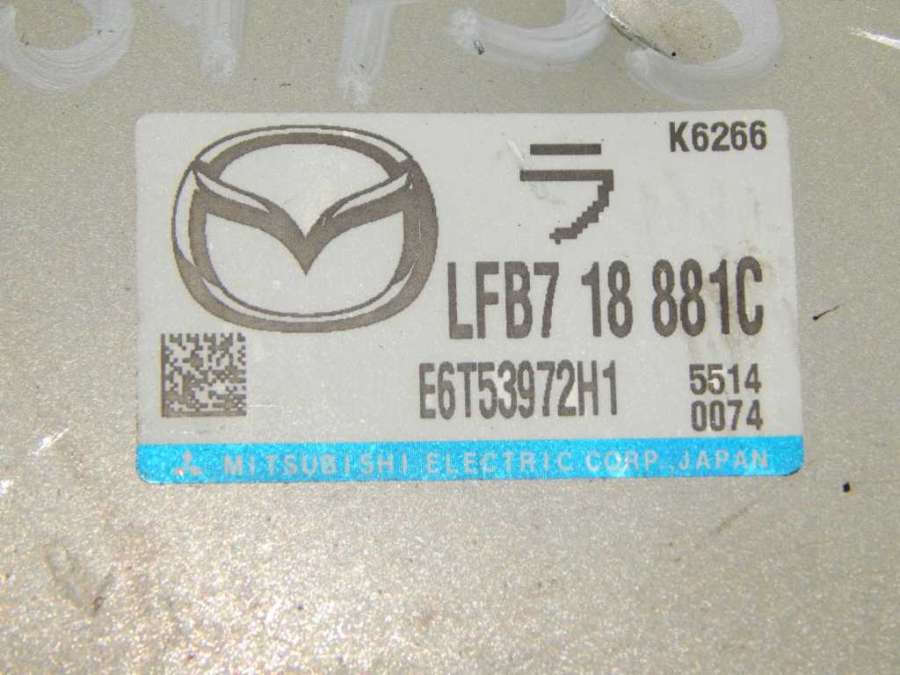 K6266
ラ
LFB7 18 881C
E6T53972H1 5514
0074
MITSUBISHI ELECTRIC CORP., JAPAN